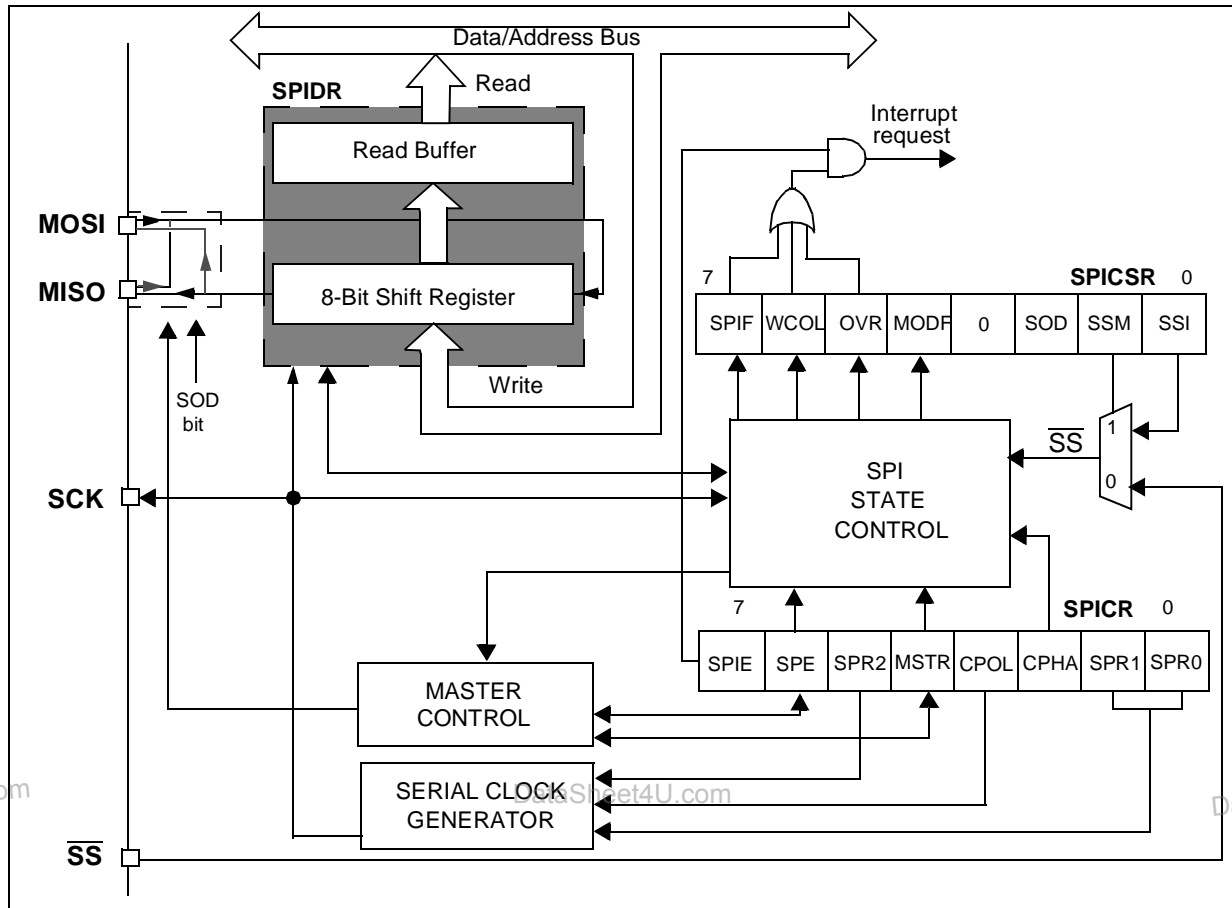 Data/Address Bus
SPIDR
Read
Read Buffer
Interrupt
request
MOSI
MISO
8-Bit Shift Register
7
SPICSR
0
SPIF
WCOL
OVR
MODF
0
SOD
SSM
SSI
Write
SOD
bit
1
SS
0
SPI
STATE
CONTROL
SCK
7
SPICR
0
SPIE
SPE
SPR2
MSTR
CPOL
CPHA
SPR1
SPR0
MASTER
CONTROL
SERIAL CLOCK
GENERATOR
om
DataSheet4U.com
D
SS